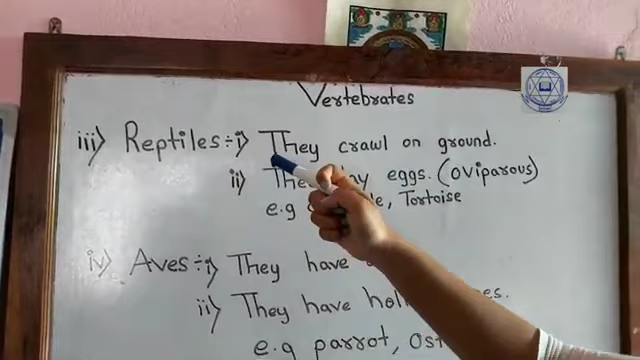 Vertebrates
iii) Reptiles÷i) They crawl on ground.
ii) They lay eggs. (oviparous)
e.g , Tortoise
iv) Aves÷i) They have
ii) They have
e.g parrot,